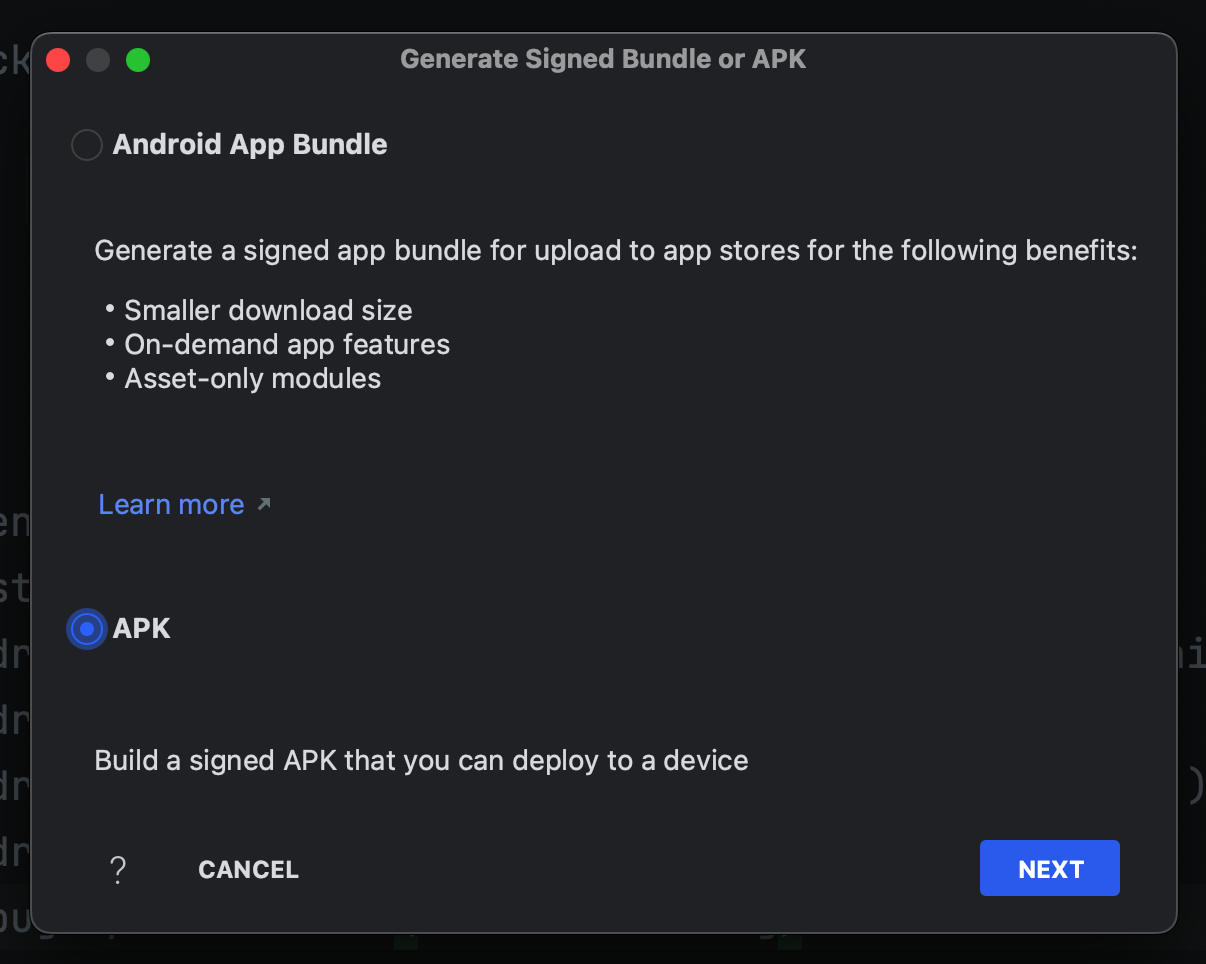 Generate Signed Bundle or APK
Android App Bundle
Generate a signed app bundle for upload to app stores for the following benefits:
• Smaller download size
• On-demand app features
• Asset-only modules
Learn more ↗
APK
Build a signed APK that you can deploy to a device
?
CANCEL
NEXT